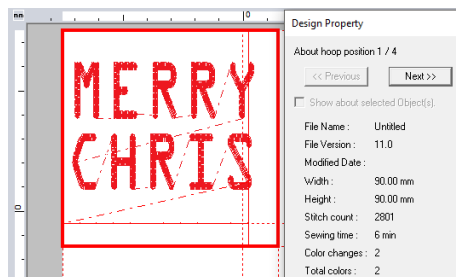 mm
0
Design Property
About hoop position 1 / 4
<< Previous
Next >>
Show about selected Object(s).
File Name : Untitled
File Version : 11.0
Modified Date :
Width : 90.00 mm
Height : 90.00 mm
Stitch count : 2801
Sewing time : 6 min
Color changes : 2
Total colors : 2
MERRY
CHRIS
0